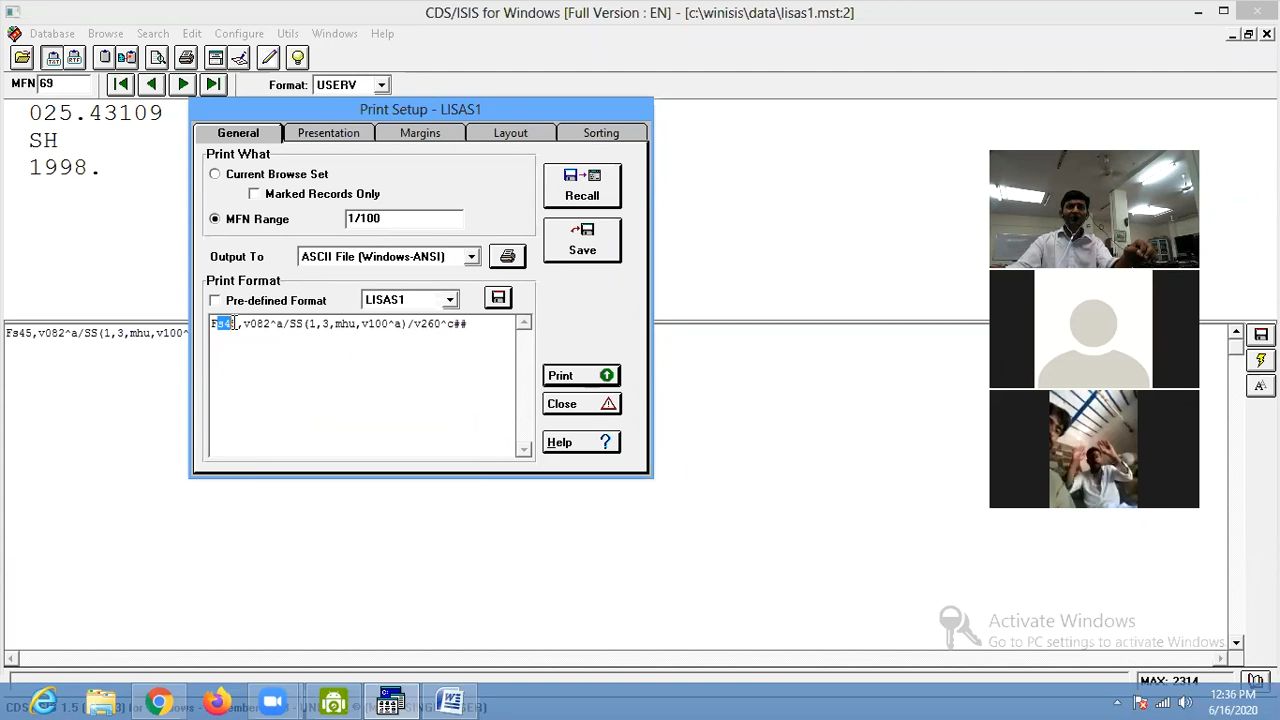 CDS/ISIS for Windows [Full Version : EN] - [c:\winisis\data\lisas1.mst:2]
Database Browse Search Edit Configure Utils Windows Help
MFN 69 Format: USERV
025.43109
SH
1998.
Print Setup - LISAS1
General Presentation Margins Layout Sorting
Print What
Current Browse Set
Marked Records Only
MFN Range 1/100
Recall
Save
Output To ASCII File (Windows-ANSI)
Print Format
Pre-defined Format LISAS1
Fs45,v082^a/SS(1,3,mhu,v100^a)/v260^c##
Fs45,v082^a/SS(1,3,mhu,v100^
Print
Close
Help
Activate Windows
Go to PC settings to activate Windows
MAX: 2314
12:36 PM
6/16/2020